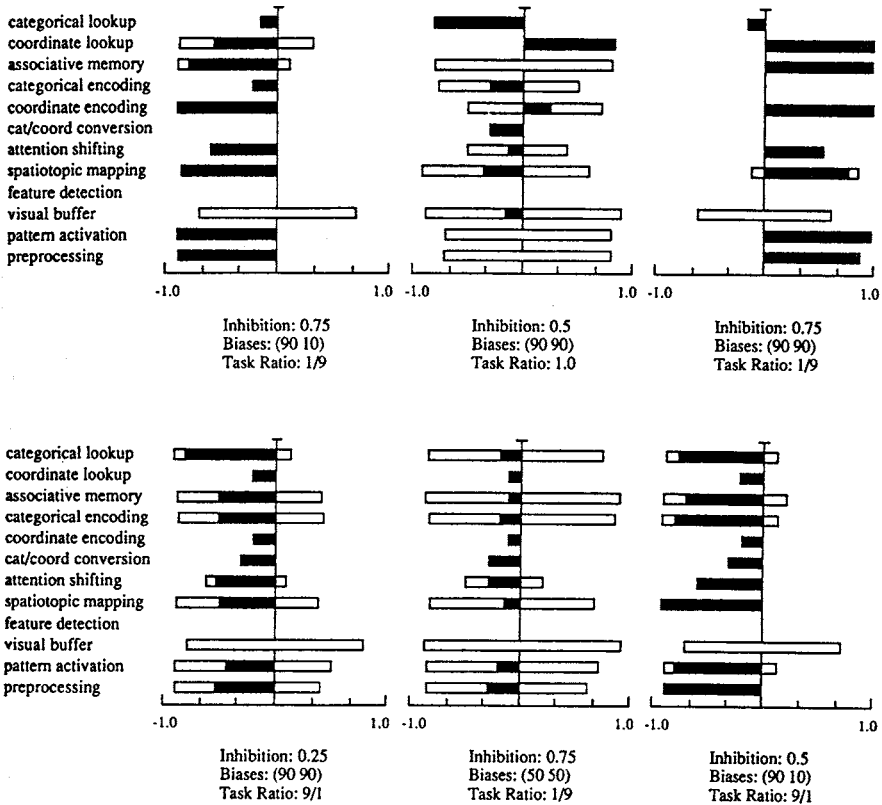 categorical lookup
coordinate lookup
associative memory
categorical encoding
coordinate encoding
cat/coord conversion
attention shifting
spatiotopic mapping
feature detection
visual buffer
pattern activation
preprocessing
-1.0 1.0 -1.0 1.0 -1.0 1.0
Inhibition: 0.75 Inhibition: 0.5 Inhibition: 0.75
Biases: (90 10) Biases: (90 90) Biases: (90 90)
Task Ratio: 1/9 Task Ratio: 1.0 Task Ratio: 1/9
categorical lookup
coordinate lookup
associative memory
categorical encoding
coordinate encoding
cat/coord conversion
attention shifting
spatiotopic mapping
feature detection
visual buffer
pattern activation
preprocessing
-1.0 1.0 -1.0 1.0 -1.0 1.0
Inhibition: 0.25 Inhibition: 0.75 Inhibition: 0.5
Biases: (90 90) Biases: (50 50) Biases: (90 10)
Task Ratio: 9/1 Task Ratio: 1/9 Task Ratio: 9/1